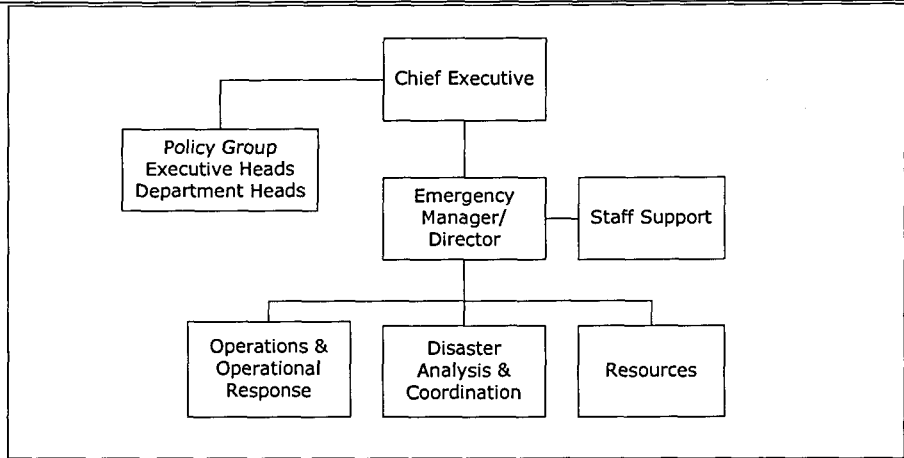 Chief Executive
Policy Group
Executive Heads
Department Heads
Emergency
Manager/
Director
Staff Support
Operations &
Operational
Response
Disaster
Analysis &
Coordination
Resources